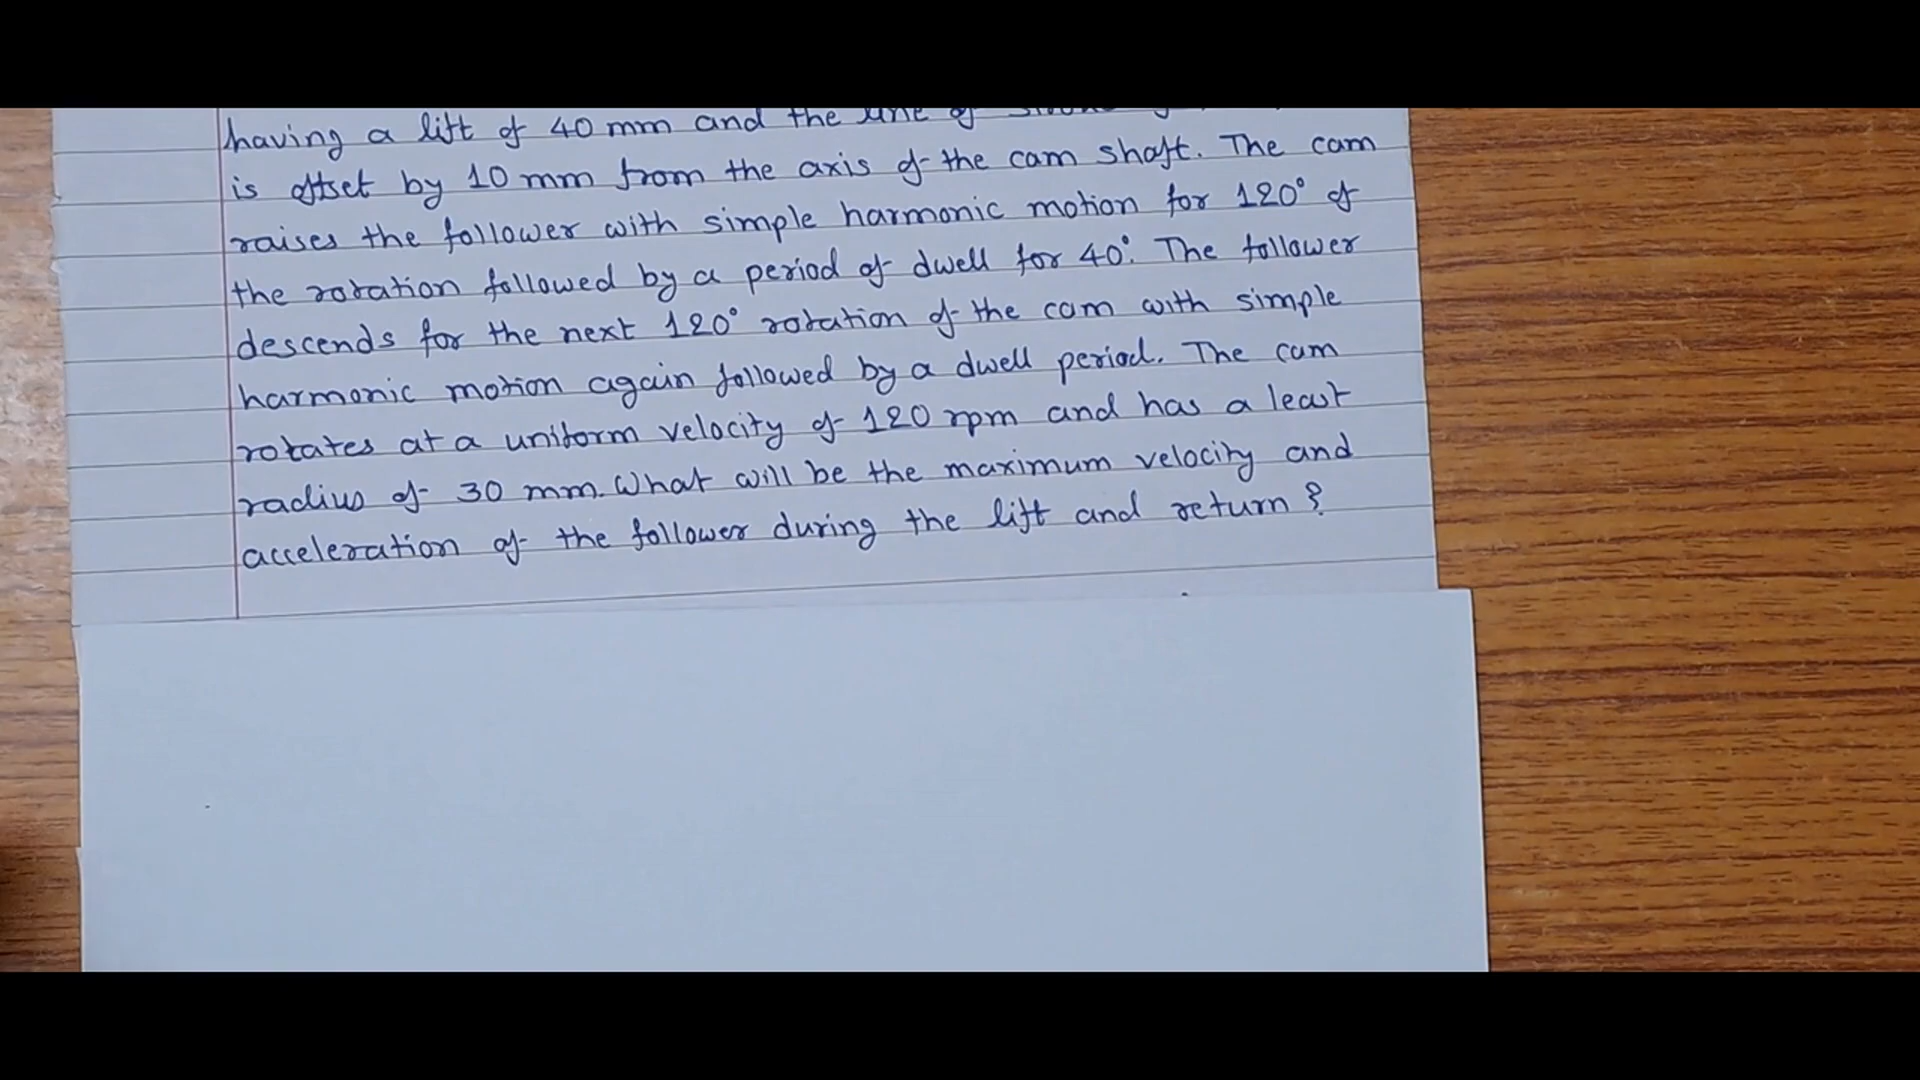 having a lift of 40 mm and the line of
is offset by 10 mm from the axis of the cam shaft. The cam
raises the follower with simple harmonic motion for 120° of
the rotation followed by a period of dwell for 40°. The follower
descends for the next 120° rotation of the cam with simple
harmonic motion again followed by a dwell period. The cam
rotates at a uniform velocity of 120 rpm and has a least
radius of 30 mm. What will be the maximum velocity and
acceleration of the follower during the lift and return ?